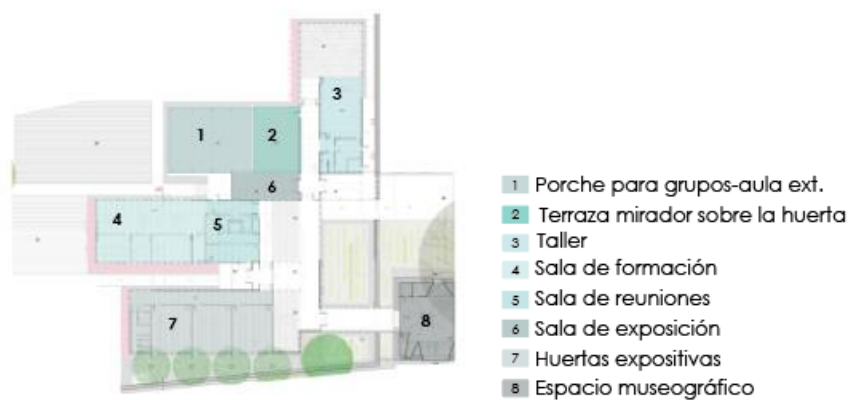 3
1
2
6
4
5
7
8
1 Porche para grupos-aula ext.
2 Terraza mirador sobre la huerta
3 Taller
4 Sala de formación
5 Sala de reuniones
6 Sala de exposición
7 Huertas expositivas
8 Espacio museográfico